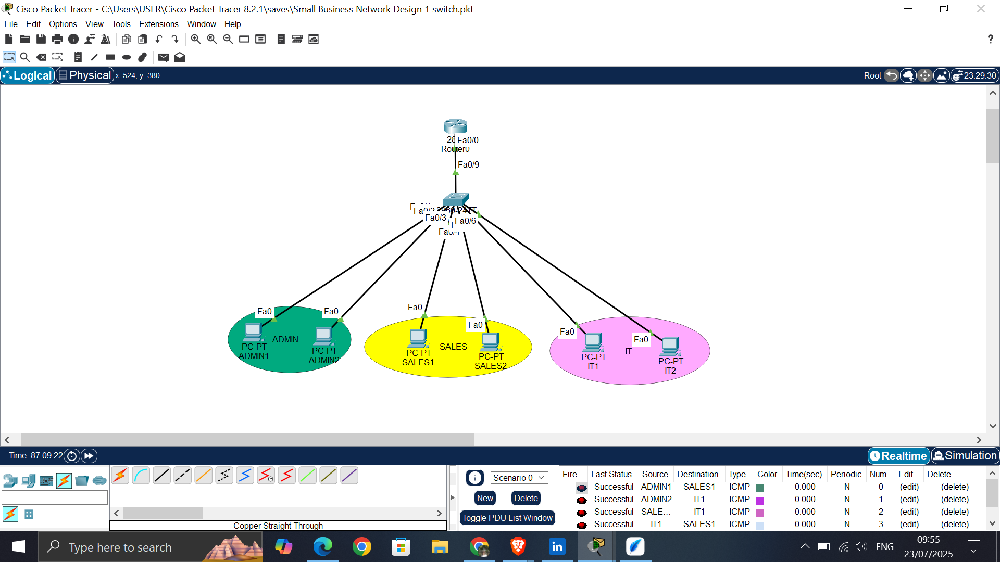 Cisco Packet Tracer - C:\Users\USER\Cisco Packet Tracer 8.2.1\saves\Small Business Network Design 1 switch.pkt
File Edit Options View Tools Extensions Window Help
?
Logical Physical x: 524, y: 380 Root 23:29:30
28 Fa0/0
Router0
Fa0/9
Fa0/2 2960-24TT
Fa0/3 Fa0/6
Fa0/4
Fa0 Fa0 Fa0 Fa0 Fa0 Fa0
ADMIN SALES IT
PC-PT
ADMIN1
PC-PT
ADMIN2
PC-PT
SALES1
PC-PT
SALES2
PC-PT
IT1
PC-PT
IT2
Time: 87:09:22 Realtime Simulation
Scenario 0
New Delete
Toggle PDU List Window
Copper Straight-Through
Fire Last Status Source Destination Type Color Time(sec) Periodic Num Edit Delete
Successful ADMIN1 SALES1 ICMP 0.000 N 0 (edit) (delete)
Successful ADMIN2 IT1 ICMP 0.000 N 1 (edit) (delete)
Successful SALE... IT1 ICMP 0.000 N 2 (edit) (delete)
Successful IT1 SALES1 ICMP 0.000 N 3 (edit) (delete)
Type here to search
in
ENG
09:55
23/07/2025